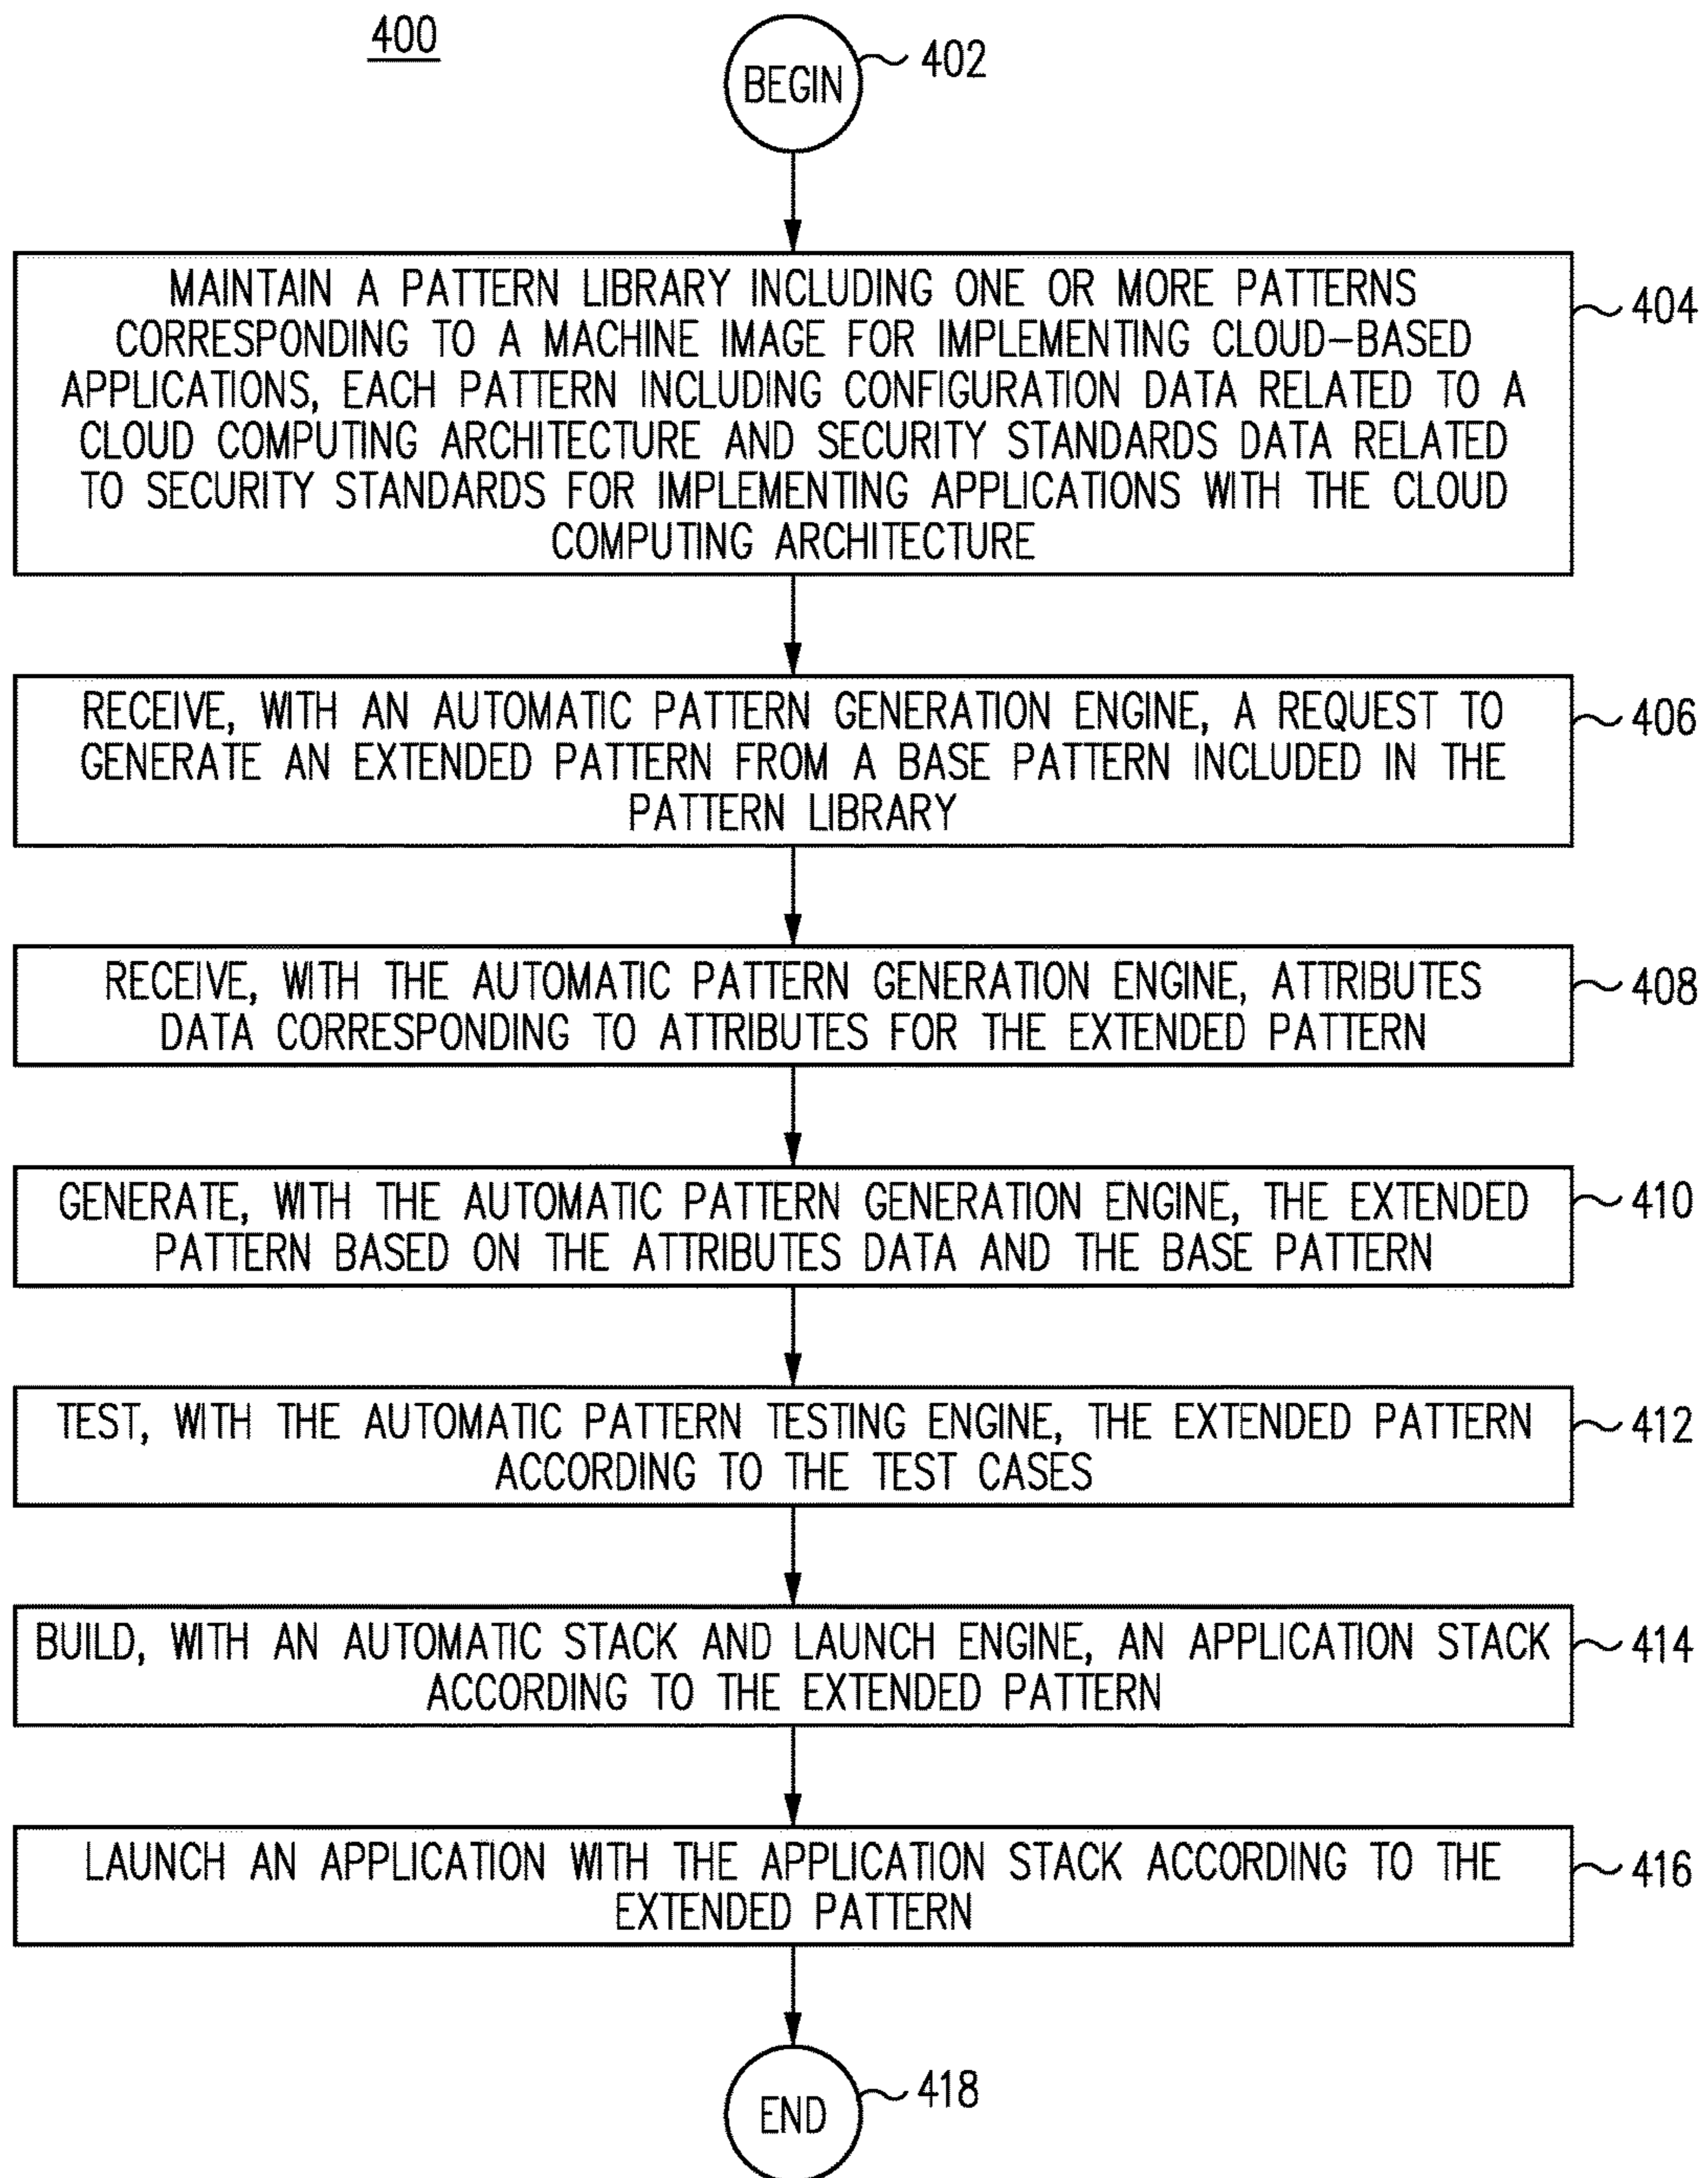 400
BEGIN
402
MAINTAIN A PATTERN LIBRARY INCLUDING ONE OR MORE PATTERNS
CORRESPONDING TO A MACHINE IMAGE FOR IMPLEMENTING CLOUD-BASED
APPLICATIONS, EACH PATTERN INCLUDING CONFIGURATION DATA RELATED TO A
CLOUD COMPUTING ARCHITECTURE AND SECURITY STANDARDS DATA RELATED
TO SECURITY STANDARDS FOR IMPLEMENTING APPLICATIONS WITH THE CLOUD
COMPUTING ARCHITECTURE
404
RECEIVE, WITH AN AUTOMATIC PATTERN GENERATION ENGINE, A REQUEST TO
GENERATE AN EXTENDED PATTERN FROM A BASE PATTERN INCLUDED IN THE
PATTERN LIBRARY
406
RECEIVE, WITH THE AUTOMATIC PATTERN GENERATION ENGINE, ATTRIBUTES
DATA CORRESPONDING TO ATTRIBUTES FOR THE EXTENDED PATTERN
408
GENERATE, WITH THE AUTOMATIC PATTERN GENERATION ENGINE, THE EXTENDED
PATTERN BASED ON THE ATTRIBUTES DATA AND THE BASE PATTERN
410
TEST, WITH THE AUTOMATIC PATTERN TESTING ENGINE, THE EXTENDED PATTERN
ACCORDING TO THE TEST CASES
412
BUILD, WITH AN AUTOMATIC STACK AND LAUNCH ENGINE, AN APPLICATION STACK
ACCORDING TO THE EXTENDED PATTERN
414
LAUNCH AN APPLICATION WITH THE APPLICATION STACK ACCORDING TO THE
EXTENDED PATTERN
416
END
418